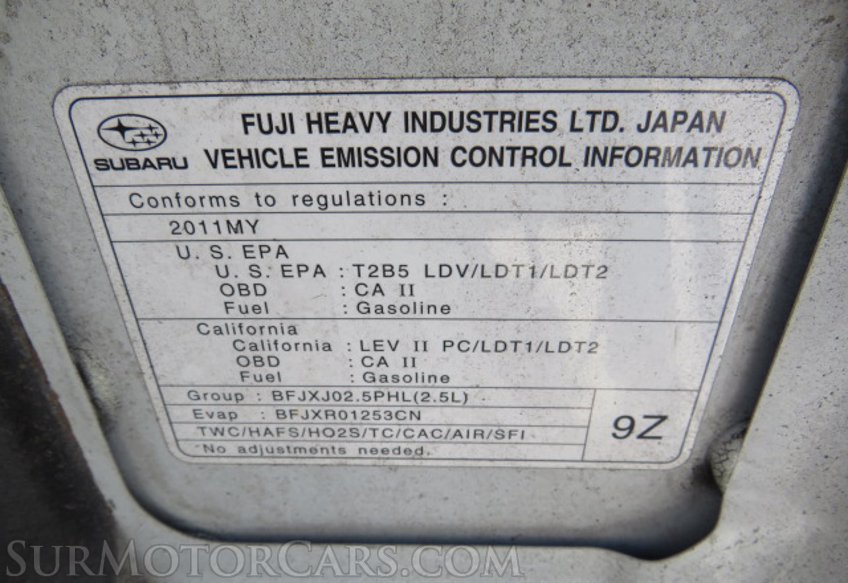 FUJI HEAVY INDUSTRIES LTD. JAPAN
SUBARU VEHICLE EMISSION CONTROL INFORMATION
Conforms to regulations :
2011MY
U. S. EPA
U. S. EPA : T2B5 LDV/LDT1/LDT2
OBD : CA II
Fuel : Gasoline
California
California : LEV II PC/LDT1/LDT2
OBD : CA II
Fuel : Gasoline
Group : BFJXJ02.5PHL(2.5L)
Evap : BFJXR01253CN
9Z
TWC/HAFS/HO2S/TC/CAC/AIR/SFI
No adjustments needed.
SurMotorCars.com